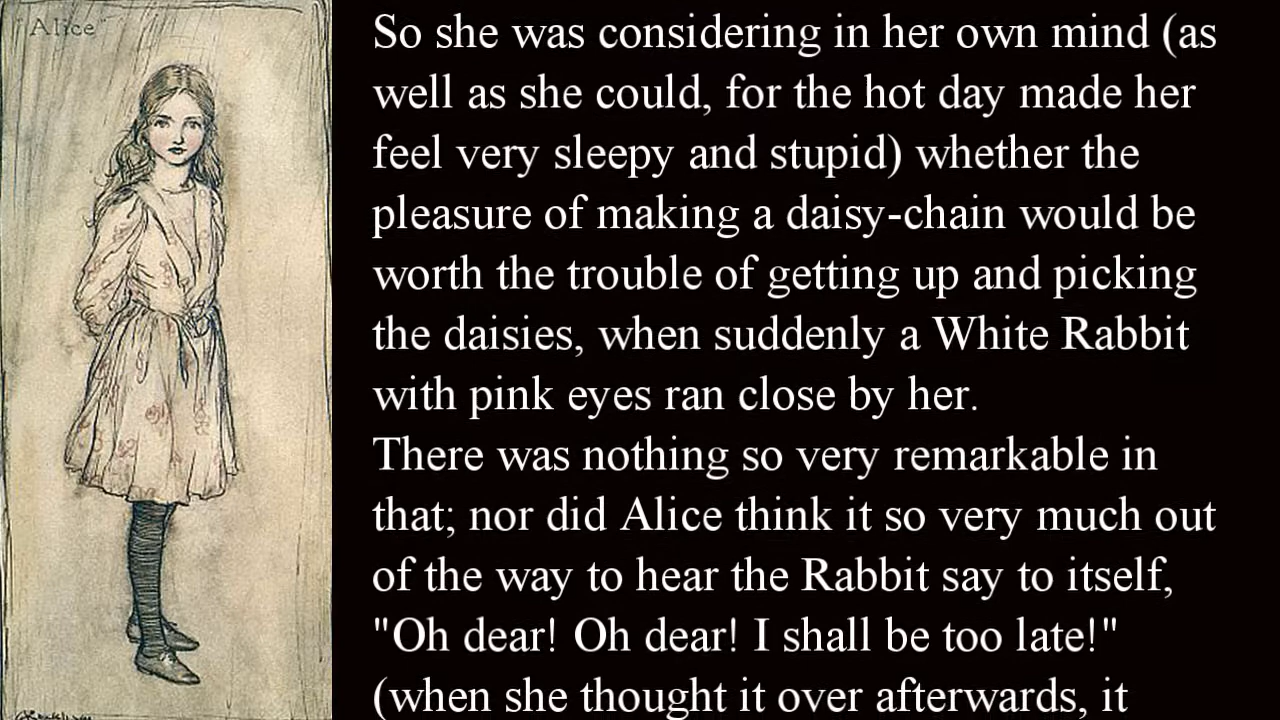 "Alice"
So she was considering in her own mind (as
well as she could, for the hot day made her
feel very sleepy and stupid) whether the
pleasure of making a daisy-chain would be
worth the trouble of getting up and picking
the daisies, when suddenly a White Rabbit
with pink eyes ran close by her.
There was nothing so very remarkable in
that; nor did Alice think it so very much out
of the way to hear the Rabbit say to itself,
"Oh dear! Oh dear! I shall be too late!"
(when she thought it over afterwards, it